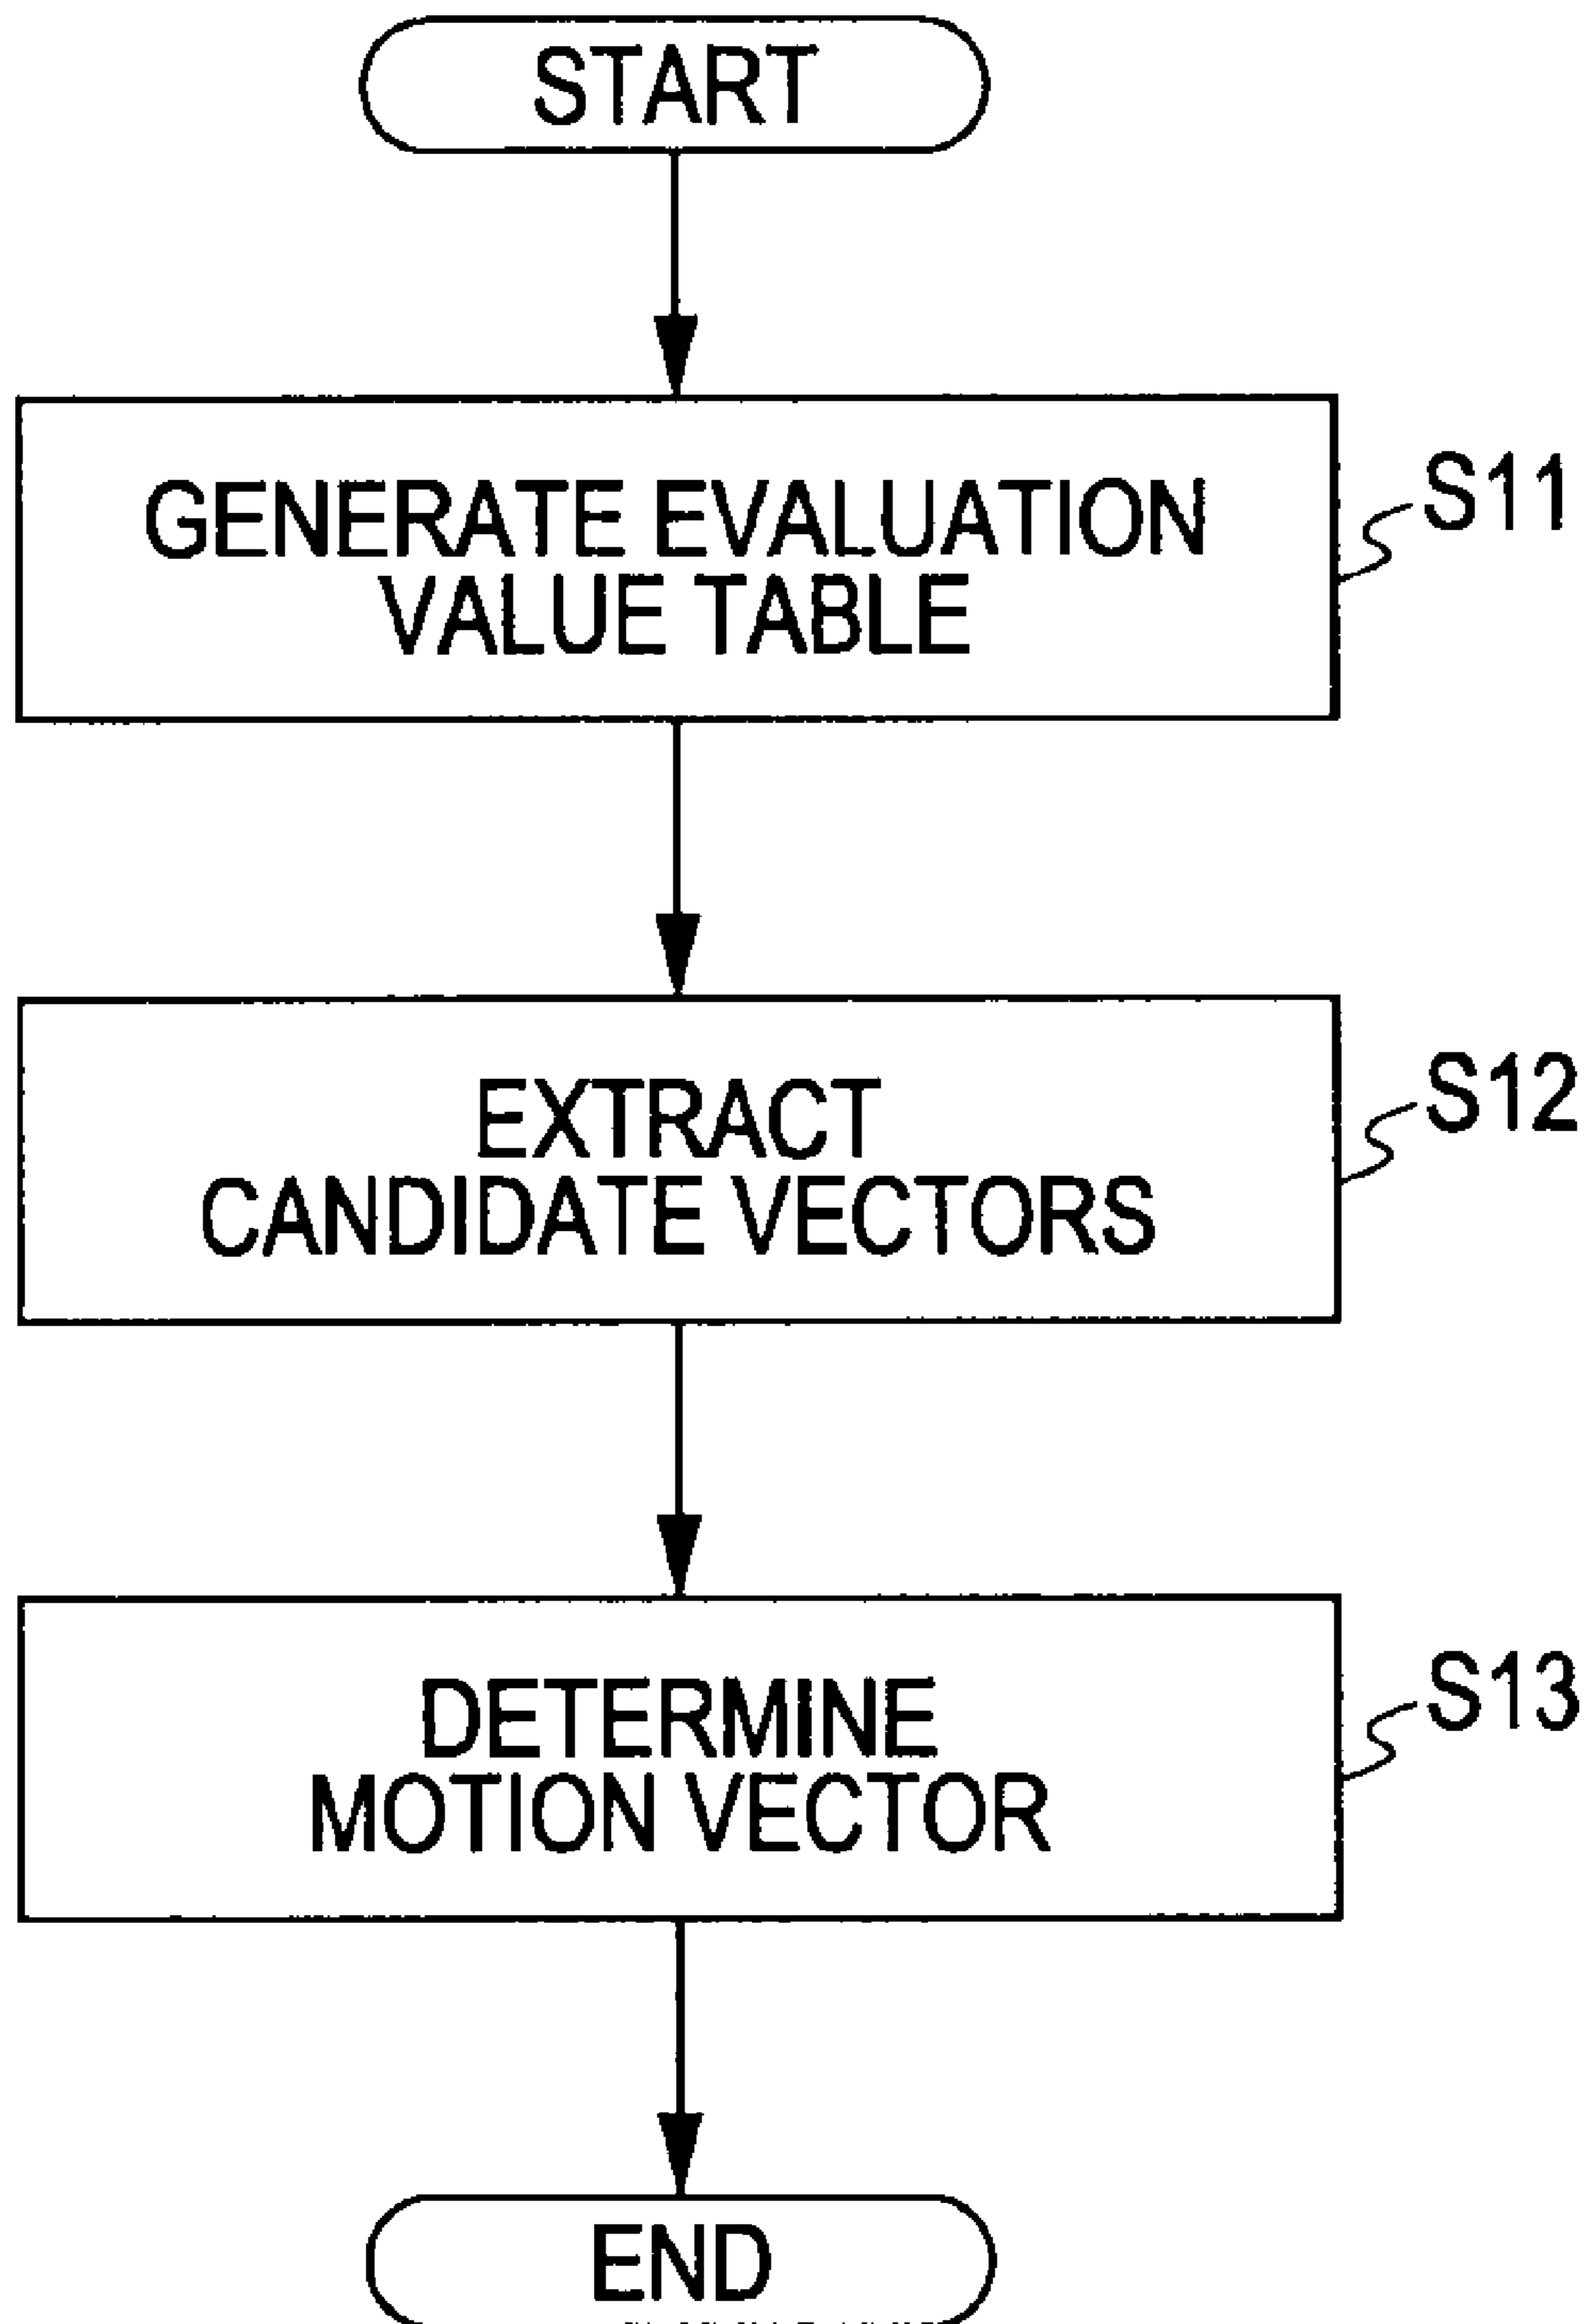 START
GENERATE EVALUATION
VALUE TABLE
S11
EXTRACT
CANDIDATE VECTORS
S12
DETERMINE
MOTION VECTOR
S13
END